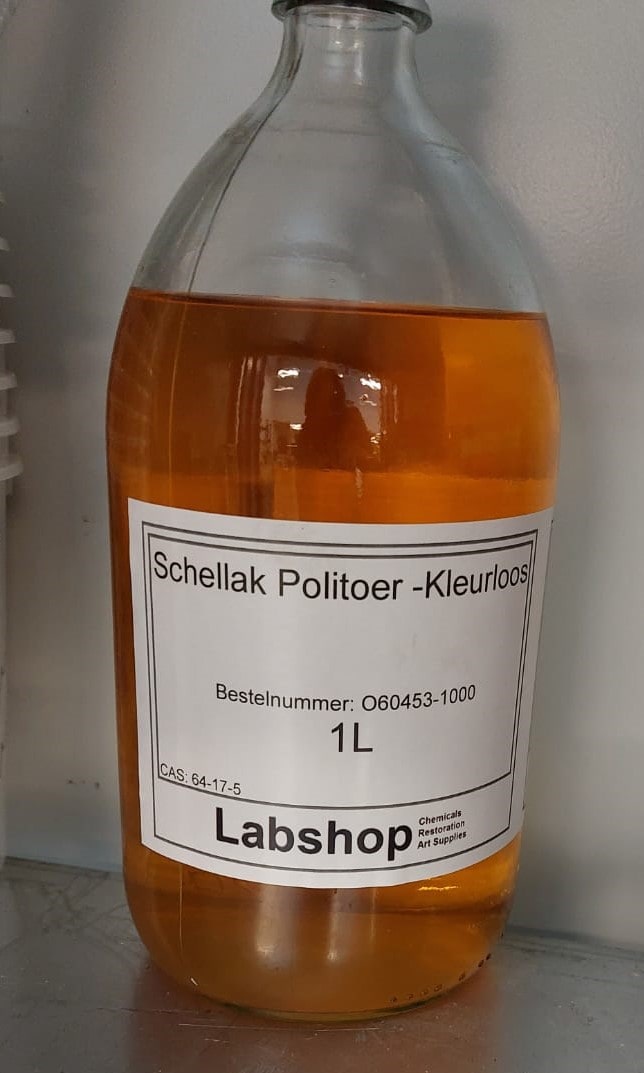 Schellak Politoer -Kleurloos
Bestelnummer: O60453-1000
1L
CAS: 64-17-5
Labshop
Chemicals
Restoration
Art Supplies